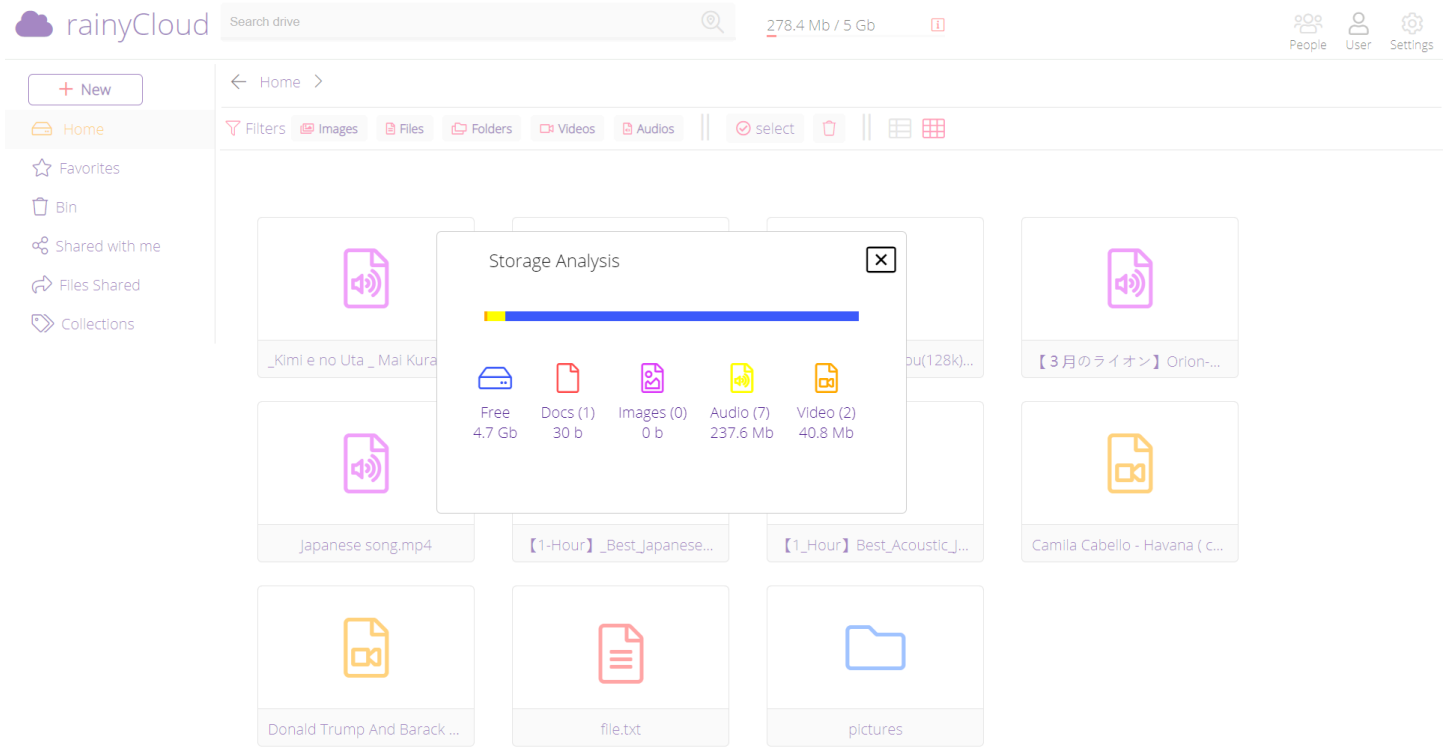 rainyCloud
Search drive
278.4 Mb / 5 Gb
People
User
Settings
New
Home
Home
Filters
Images
Files
Folders
Videos
Audios
select
Favorites
Bin
Shared with me
Files Shared
Collections
Storage Analysis
Free
4.7 Gb
Docs (1)
30 b
Images (0)
0 b
Audio (7)
237.6 Mb
Video (2)
40.8 Mb
_Kimi e no Uta _ Mai Kura
ou(128k)...
【３月のライオン】Orion-...
Japanese song.mp4
【1-Hour】_Best_Japanese...
【1_Hour】Best_Acoustic_J...
Camila Cabello - Havana ( c...
Donald Trump And Barack ...
file.txt
pictures